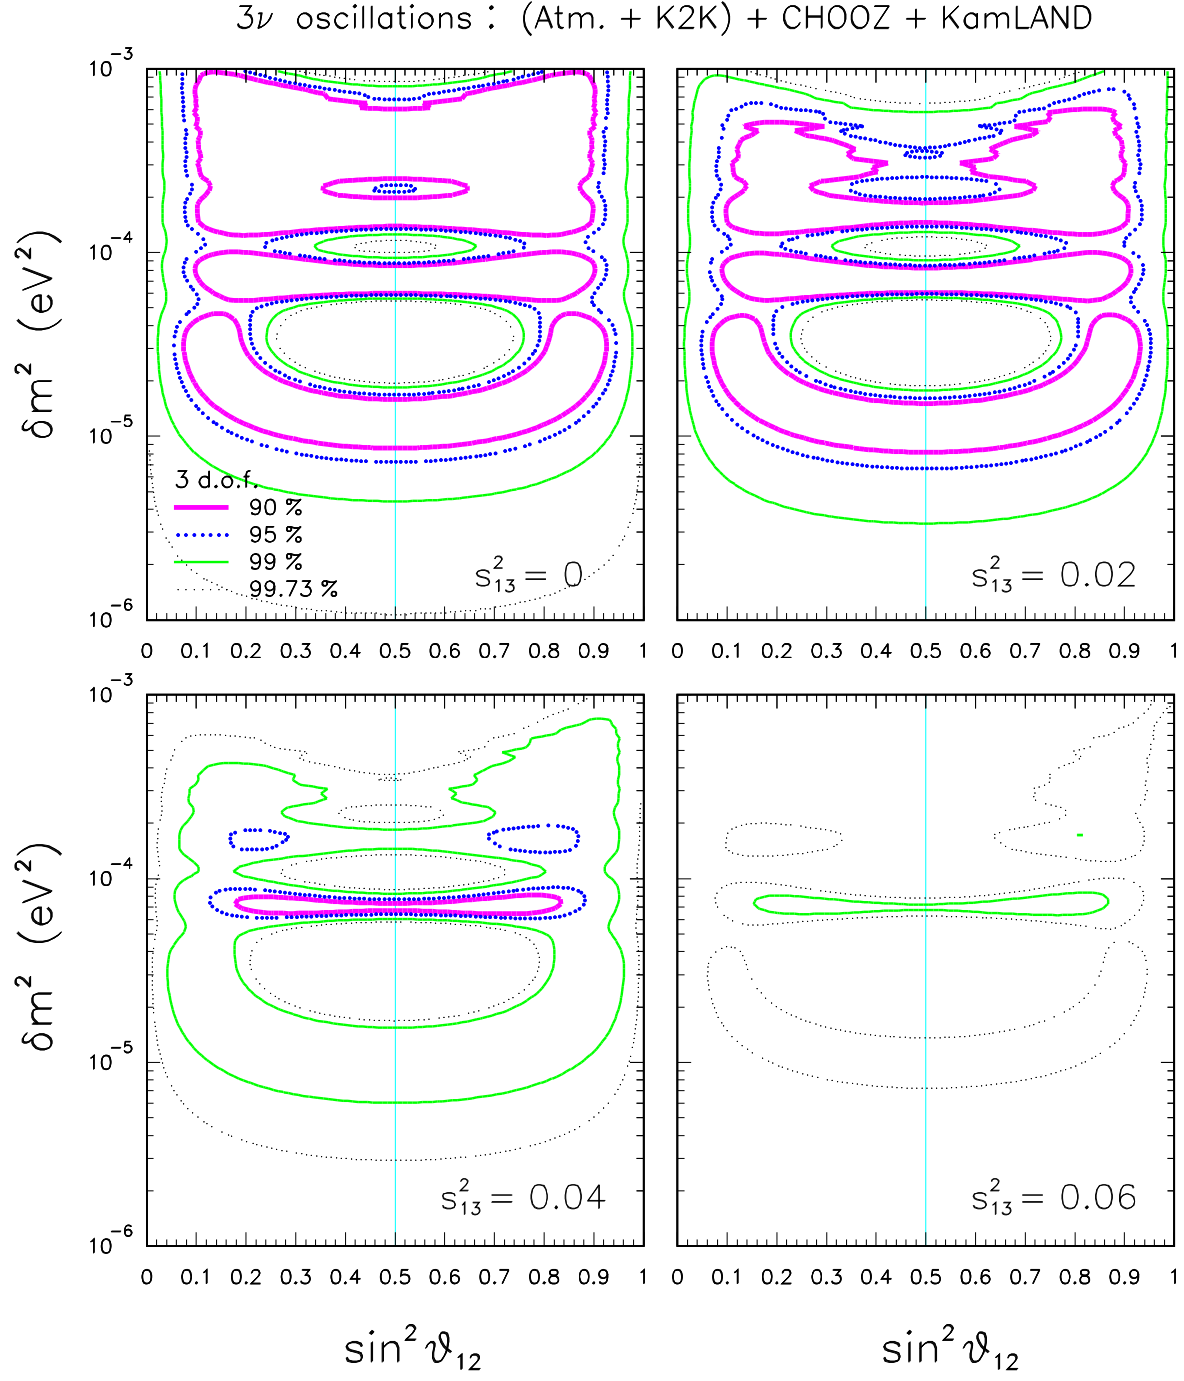 3ν oscillations : (Atm. + K2K) + CHOOZ + KamLAND
10⁻³
10⁻⁴
10⁻⁵
10⁻⁶
δm² (eV²)
3 d.o.f.
90 %
95 %
99 %
99.73 %
s²₁₃ = 0
0 0.1 0.2 0.3 0.4 0.5 0.6 0.7 0.8 0.9 1
s²₁₃ = 0.02
0 0.1 0.2 0.3 0.4 0.5 0.6 0.7 0.8 0.9 1
10⁻³
10⁻⁴
10⁻⁵
10⁻⁶
δm² (eV²)
s²₁₃ = 0.04
0 0.1 0.2 0.3 0.4 0.5 0.6 0.7 0.8 0.9 1
sin² ϑ₁₂
s²₁₃ = 0.06
0 0.1 0.2 0.3 0.4 0.5 0.6 0.7 0.8 0.9 1
sin² ϑ₁₂